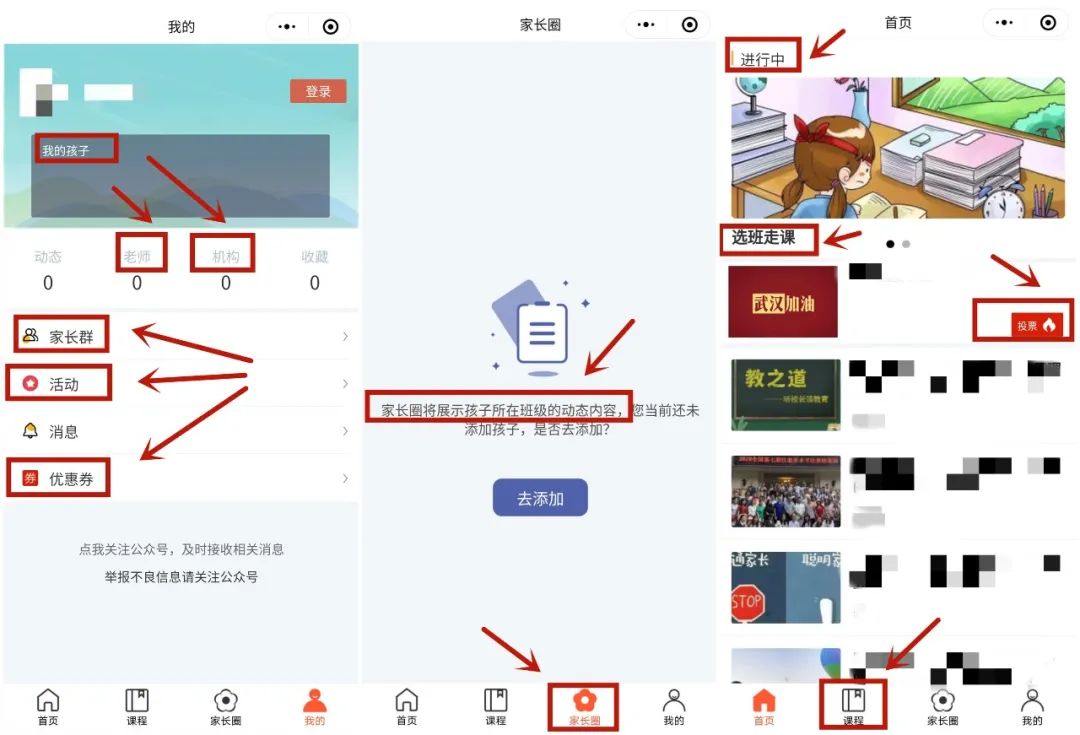 我的
登录
我的孩子
动态
老师
机构
收藏
0
0
0
0
家长群
活动
消息
券
优惠券
点我关注公众号，及时接收相关消息
举报不良信息请关注公众号
首页
课程
家长圈
我的
家长圈
家长圈将展示孩子所在班级的动态内容，您当前还未
添加孩子，是否去添加？
去添加
首页
课程
家长圈
我的
首页
进行中
选班走课
武汉加油
投票
教之道
STOP
首页
课程
家长圈
我的